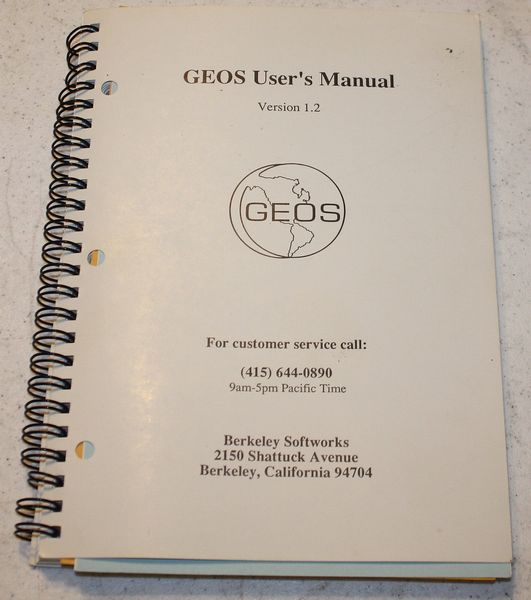 GEOS User's Manual
Version 1.2
GEOS
For customer service call:
(415) 644-0890
9am-5pm Pacific Time
Berkeley Softworks
2150 Shattuck Avenue
Berkeley, California 94704